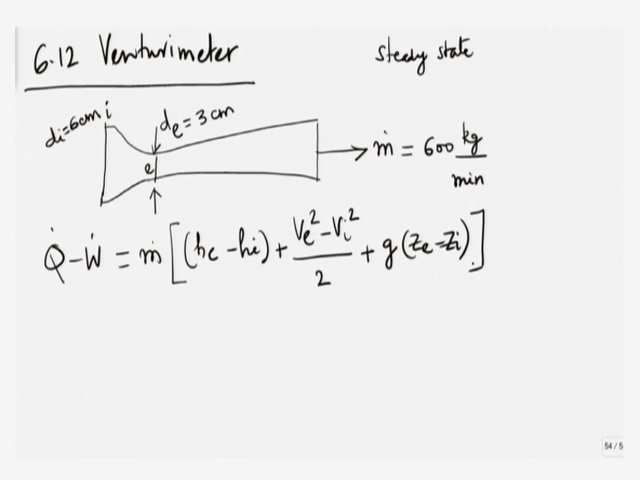 6.12 Venturimeter
steady state
di=6cm i
de = 3 cm
e
ṁ = 600 kg/min
Q̇ - Ẇ = ṁ [(he - hi) + (Ve² - Vi²)/2 + g(Ze - Zi)]
54 / 5